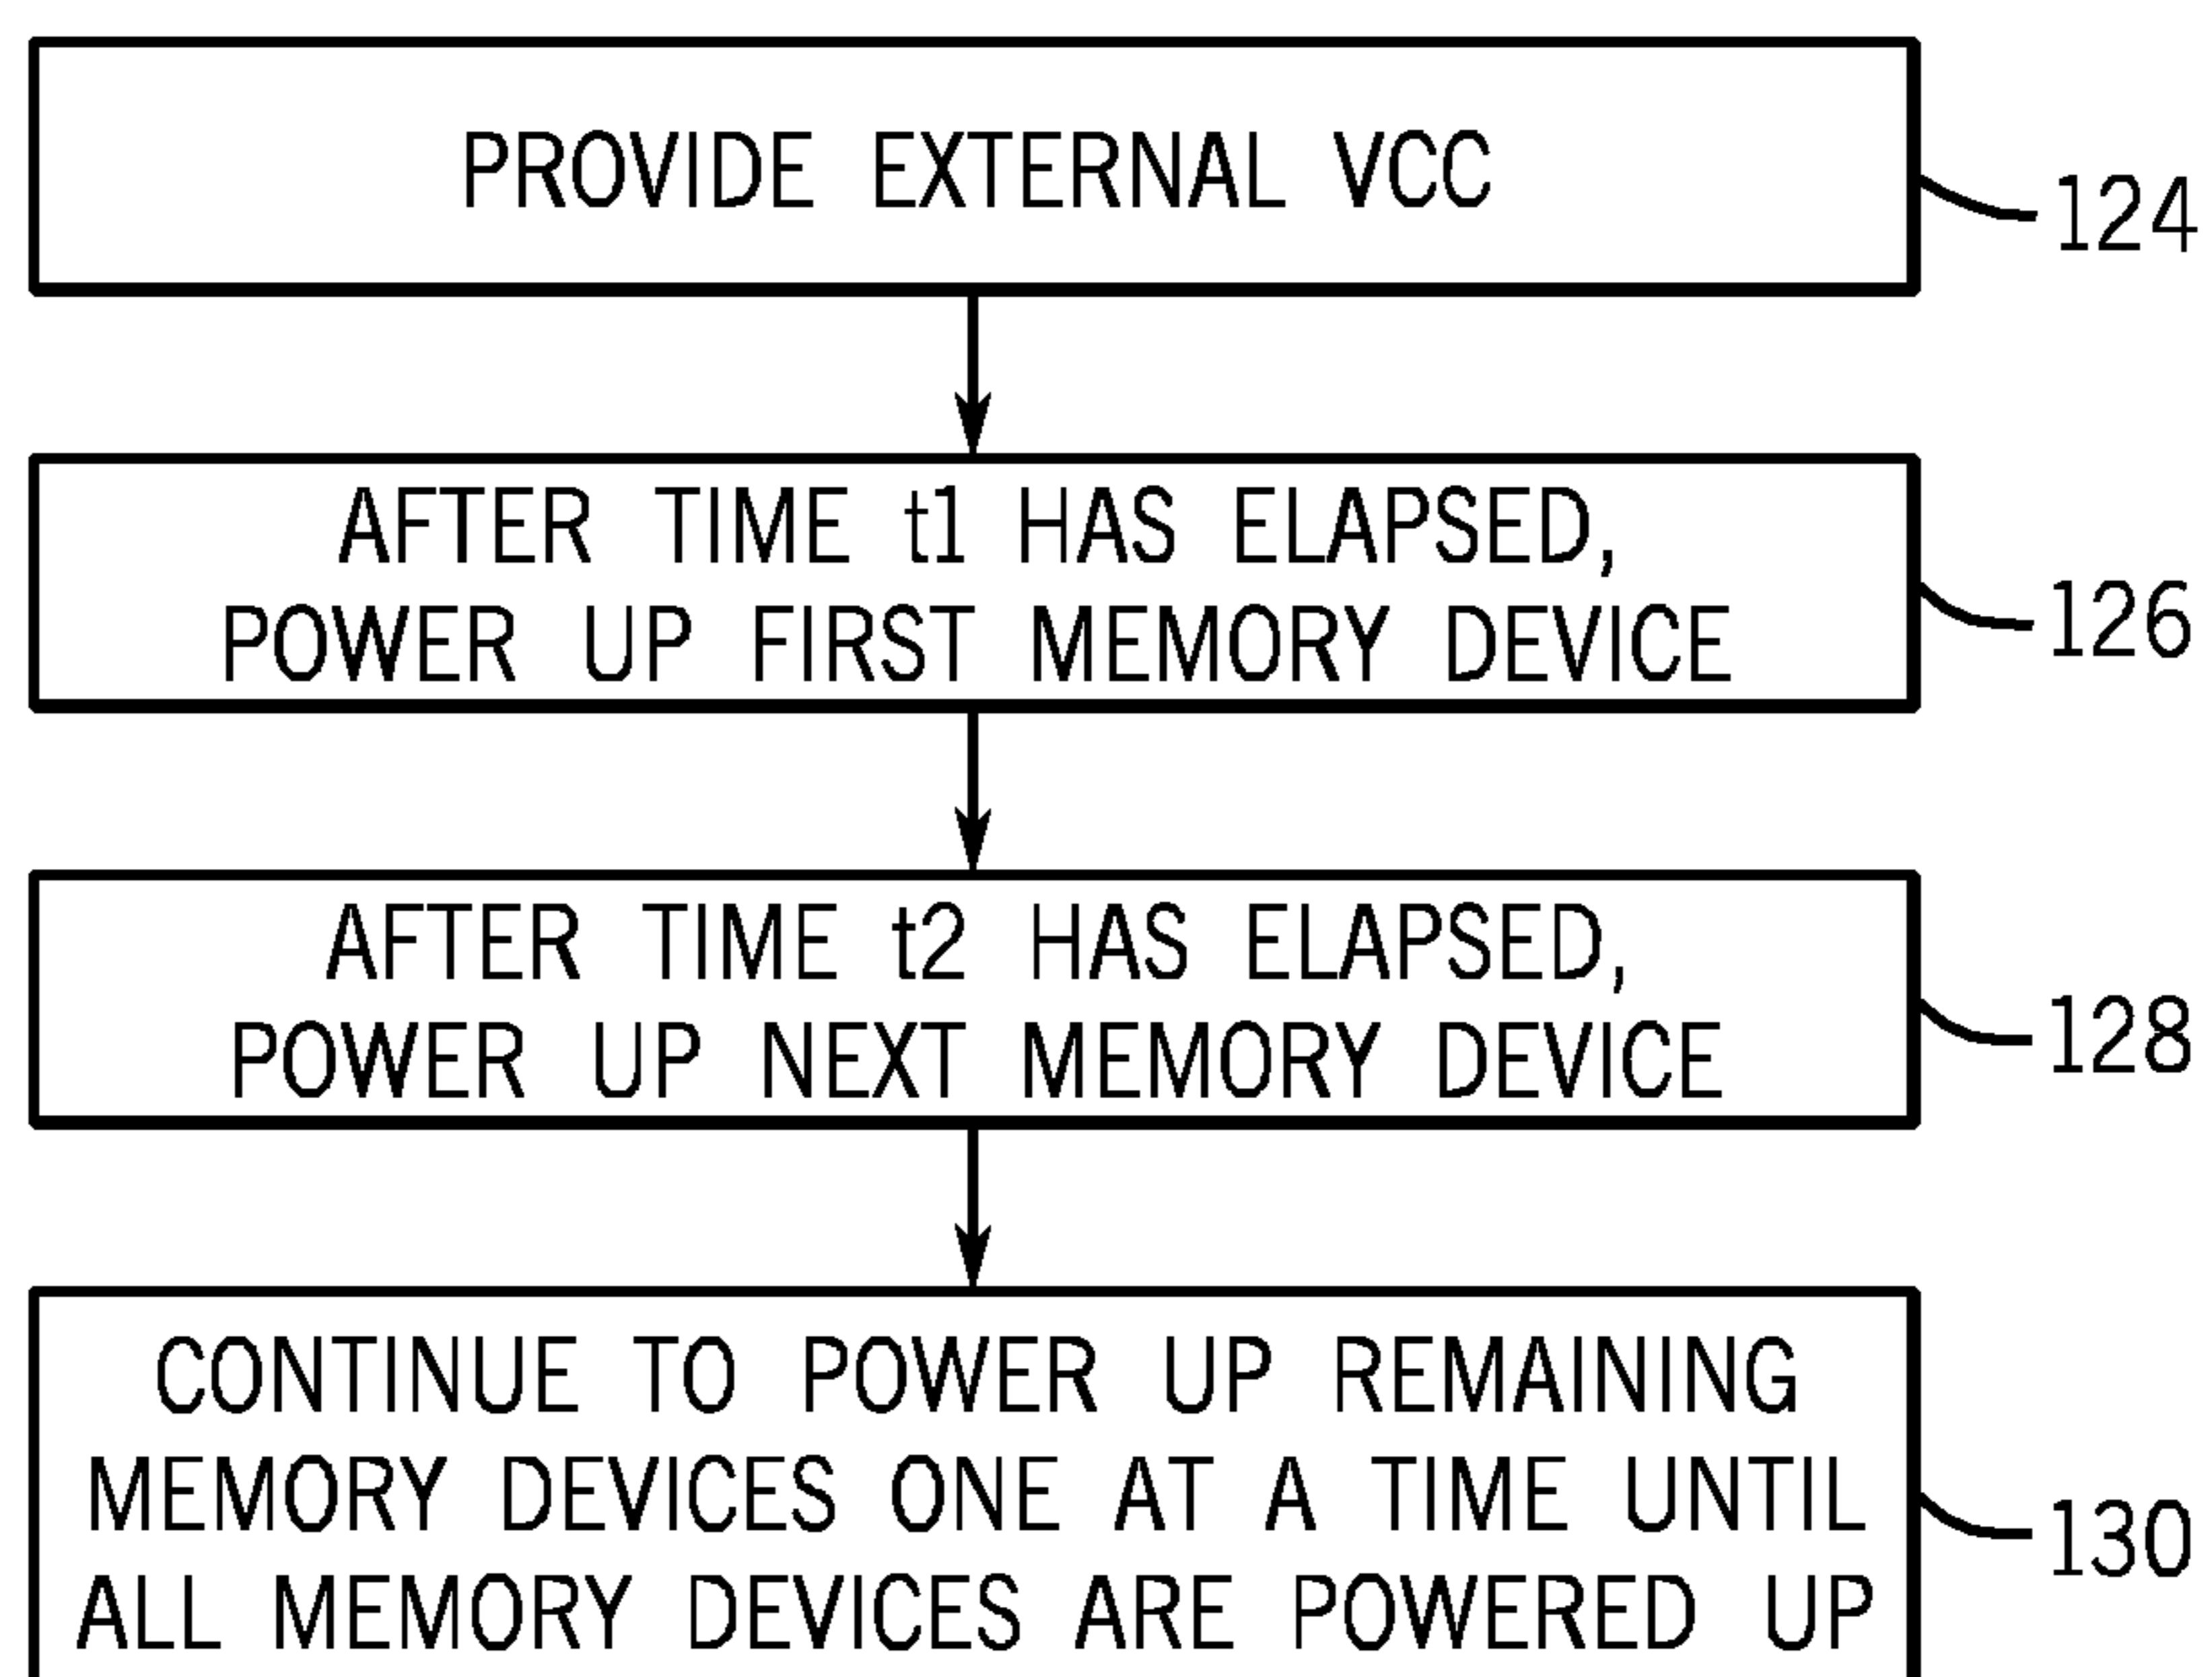 PROVIDE EXTERNAL VCC
124
AFTER TIME t1 HAS ELAPSED,
POWER UP FIRST MEMORY DEVICE
126
AFTER TIME t2 HAS ELAPSED,
POWER UP NEXT MEMORY DEVICE
128
CONTINUE TO POWER UP REMAINING
MEMORY DEVICES ONE AT A TIME UNTIL
ALL MEMORY DEVICES ARE POWERED UP
130